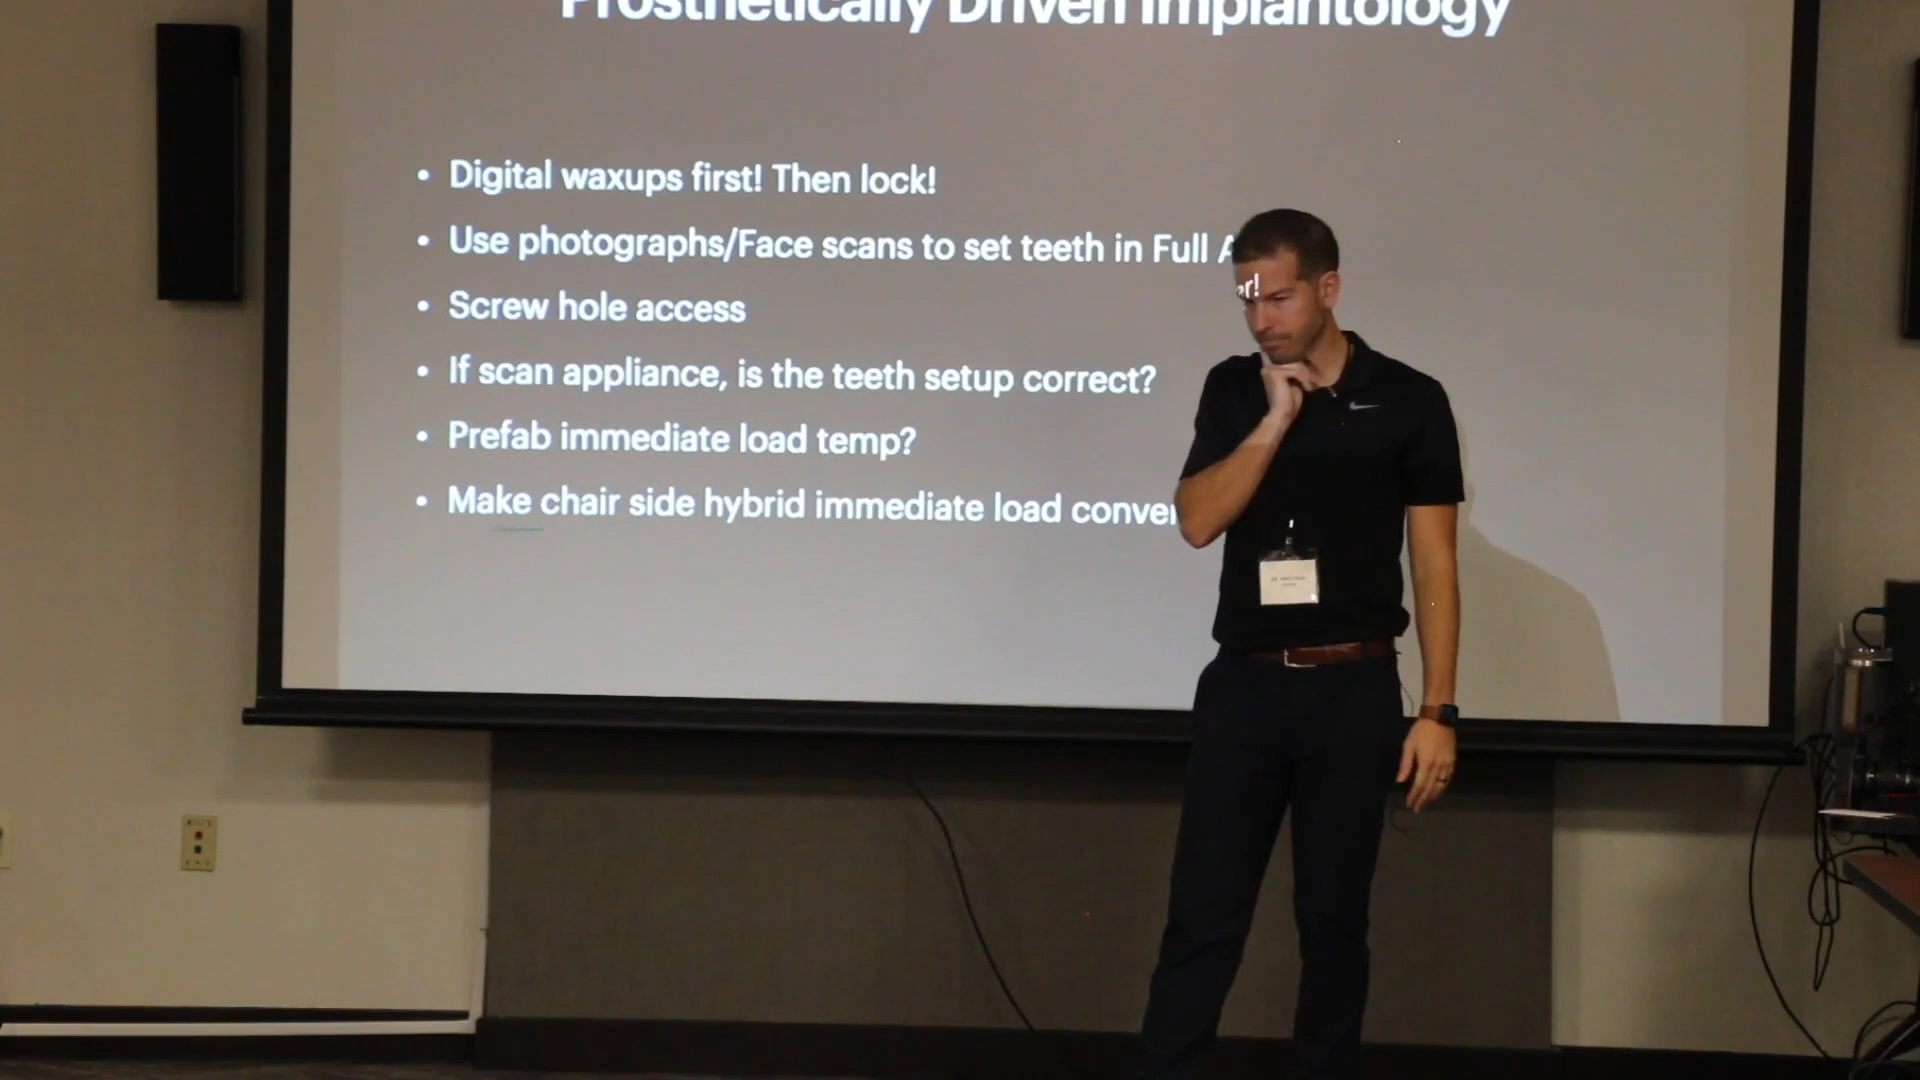 Prosthetically Driven Implantology
• Digital waxups first! Then lock!
• Use photographs/Face scans to set teeth in Full A
er!
• Screw hole access
• If scan appliance, is the teeth setup correct?
• Prefab immediate load temp?
• Make chair side hybrid immediate load conver